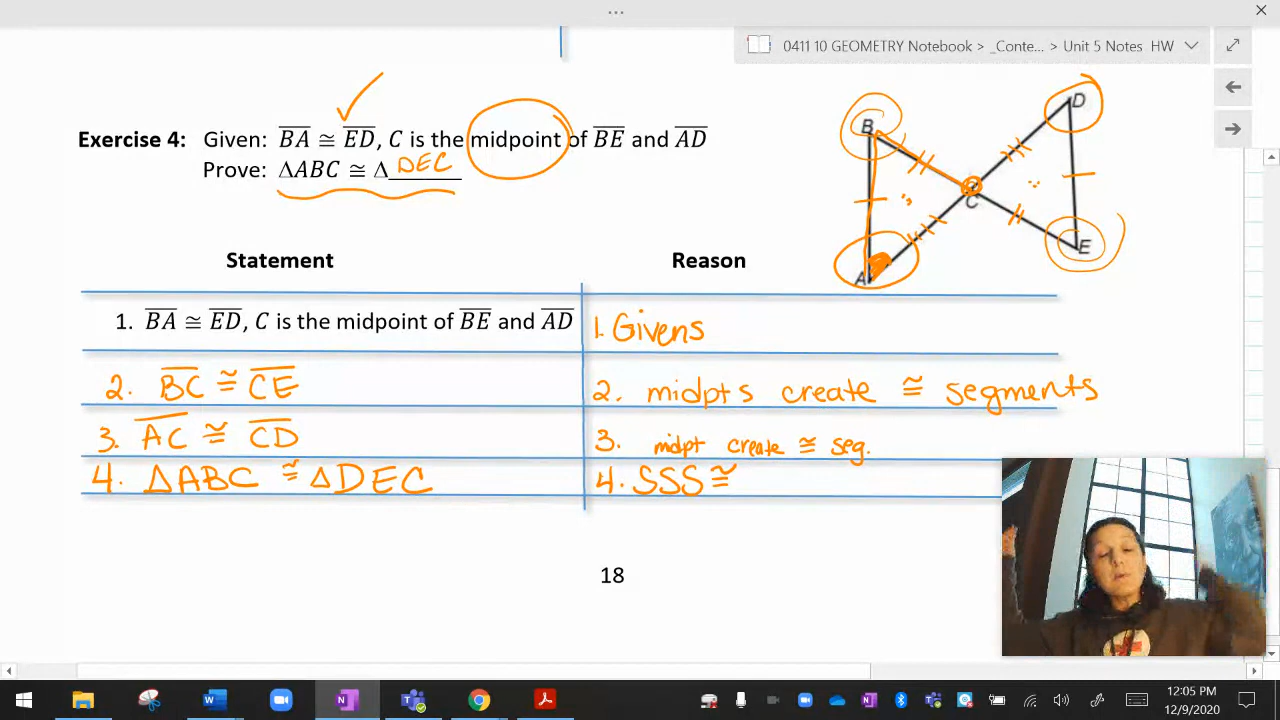 0411 10 GEOMETRY Notebook > _Conte... > Unit 5 Notes HW
Exercise 4: Given: BA ≅ ED, C is the midpoint of BE and AD
Prove: ΔABC ≅ Δ DEC
B
D
C
A
E
Statement Reason
1. BA ≅ ED, C is the midpoint of BE and AD 1. Givens
2. BC ≅ CE 2. midpts create ≅ segments
3. AC ≅ CD 3. midpt create ≅ seg.
4. ΔABC ≅ ΔDEC 4. SSS≅
18
12:05 PM
12/9/2020